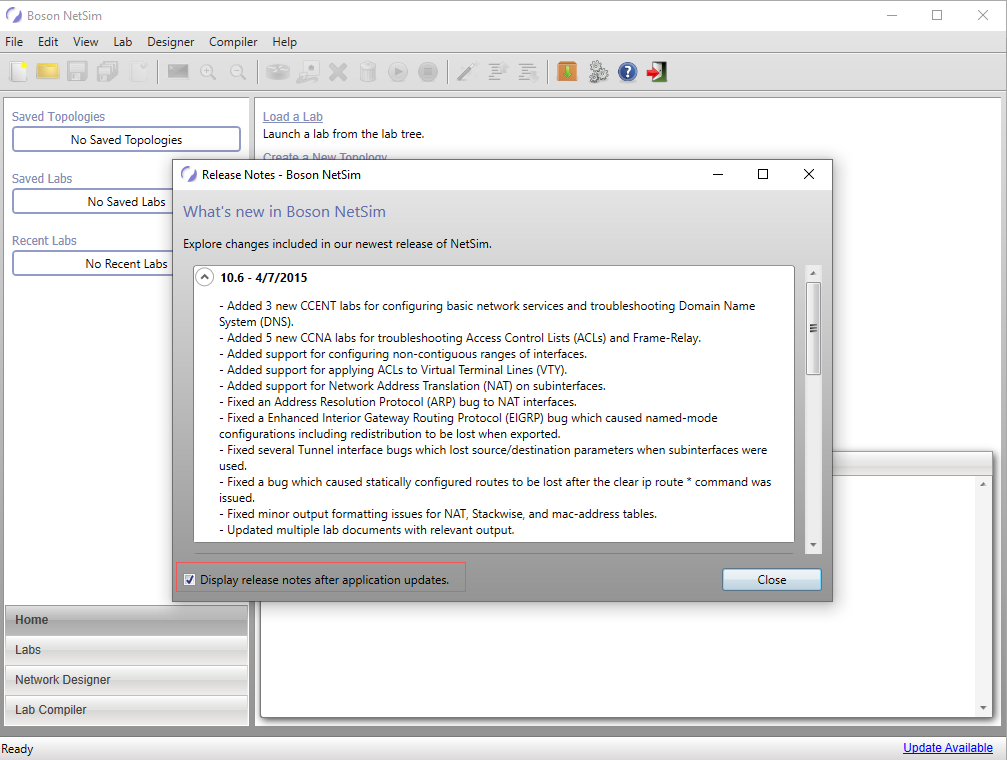 Boson NetSim
File Edit View Lab Designer Compiler Help
Saved Topologies
No Saved Topologies
Saved Labs
No Saved Labs
Recent Labs
No Recent Labs
Load a Lab
Launch a lab from the lab tree.
Create a New Topology
Release Notes - Boson NetSim
What's new in Boson NetSim
Explore changes included in our newest release of NetSim.
10.6 - 4/7/2015
- Added 3 new CCENT labs for configuring basic network services and troubleshooting Domain Name
System (DNS).
- Added 5 new CCNA labs for troubleshooting Access Control Lists (ACLs) and Frame-Relay.
- Added support for configuring non-contiguous ranges of interfaces.
- Added support for applying ACLs to Virtual Terminal Lines (VTY).
- Added support for Network Address Translation (NAT) on subinterfaces.
- Fixed an Address Resolution Protocol (ARP) bug to NAT interfaces.
- Fixed a Enhanced Interior Gateway Routing Protocol (EIGRP) bug which caused named-mode
configurations including redistribution to be lost when exported.
- Fixed several Tunnel interface bugs which lost source/destination parameters when subinterfaces were
used.
- Fixed a bug which caused statically configured routes to be lost after the clear ip route * command was
issued.
- Fixed minor output formatting issues for NAT, Stackwise, and mac-address tables.
- Updated multiple lab documents with relevant output.
Display release notes after application updates.
Close
Home
Labs
Network Designer
Lab Compiler
Ready
Update Available